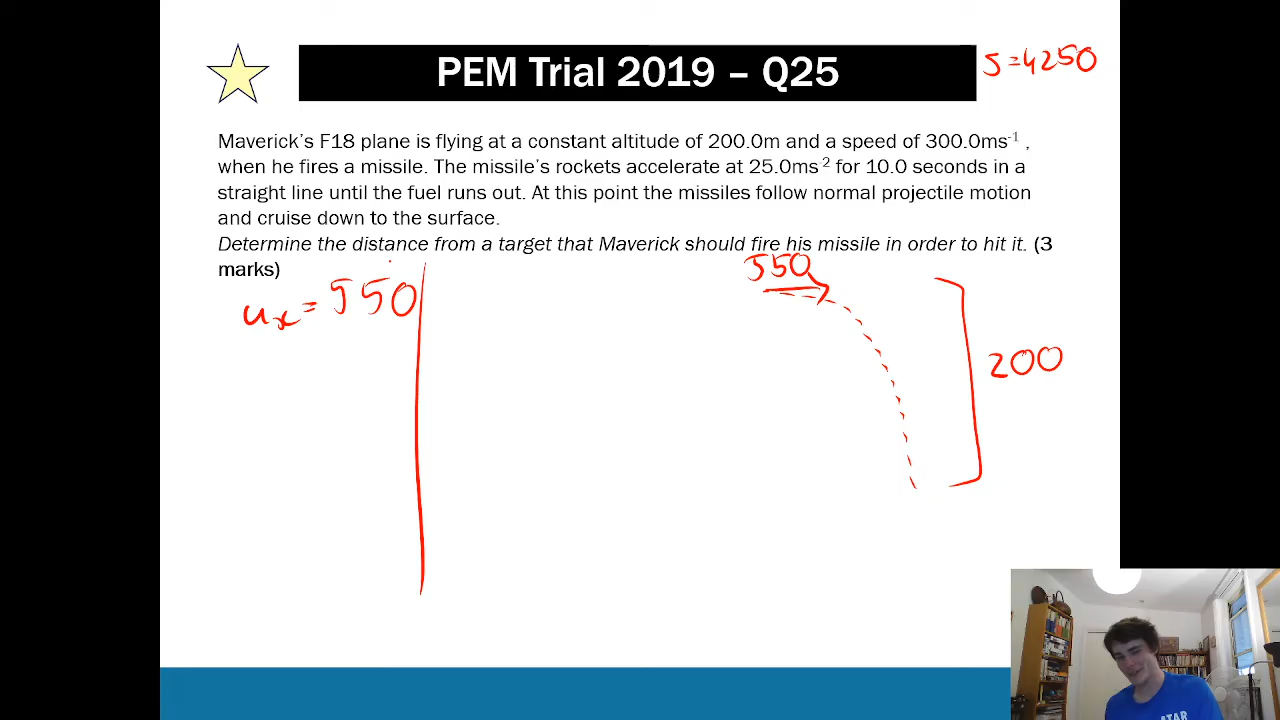 PEM Trial 2019 – Q25
s = 4250
Maverick's F18 plane is flying at a constant altitude of 200.0m and a speed of 300.0ms⁻¹ ,
when he fires a missile. The missile's rockets accelerate at 25.0ms⁻² for 10.0 seconds in a
straight line until the fuel runs out. At this point the missiles follow normal projectile motion
and cruise down to the surface.
Determine the distance from a target that Maverick should fire his missile in order to hit it. (3
marks)
550
uₓ = 550
200